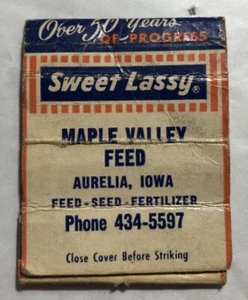 Over 50 Years
OF PROGRESS
Sweet Lassy®
MAPLE VALLEY
FEED
AURELIA, IOWA
FEED-SEED-FERTILIZER
Phone 434-5597
Close Cover Before Striking